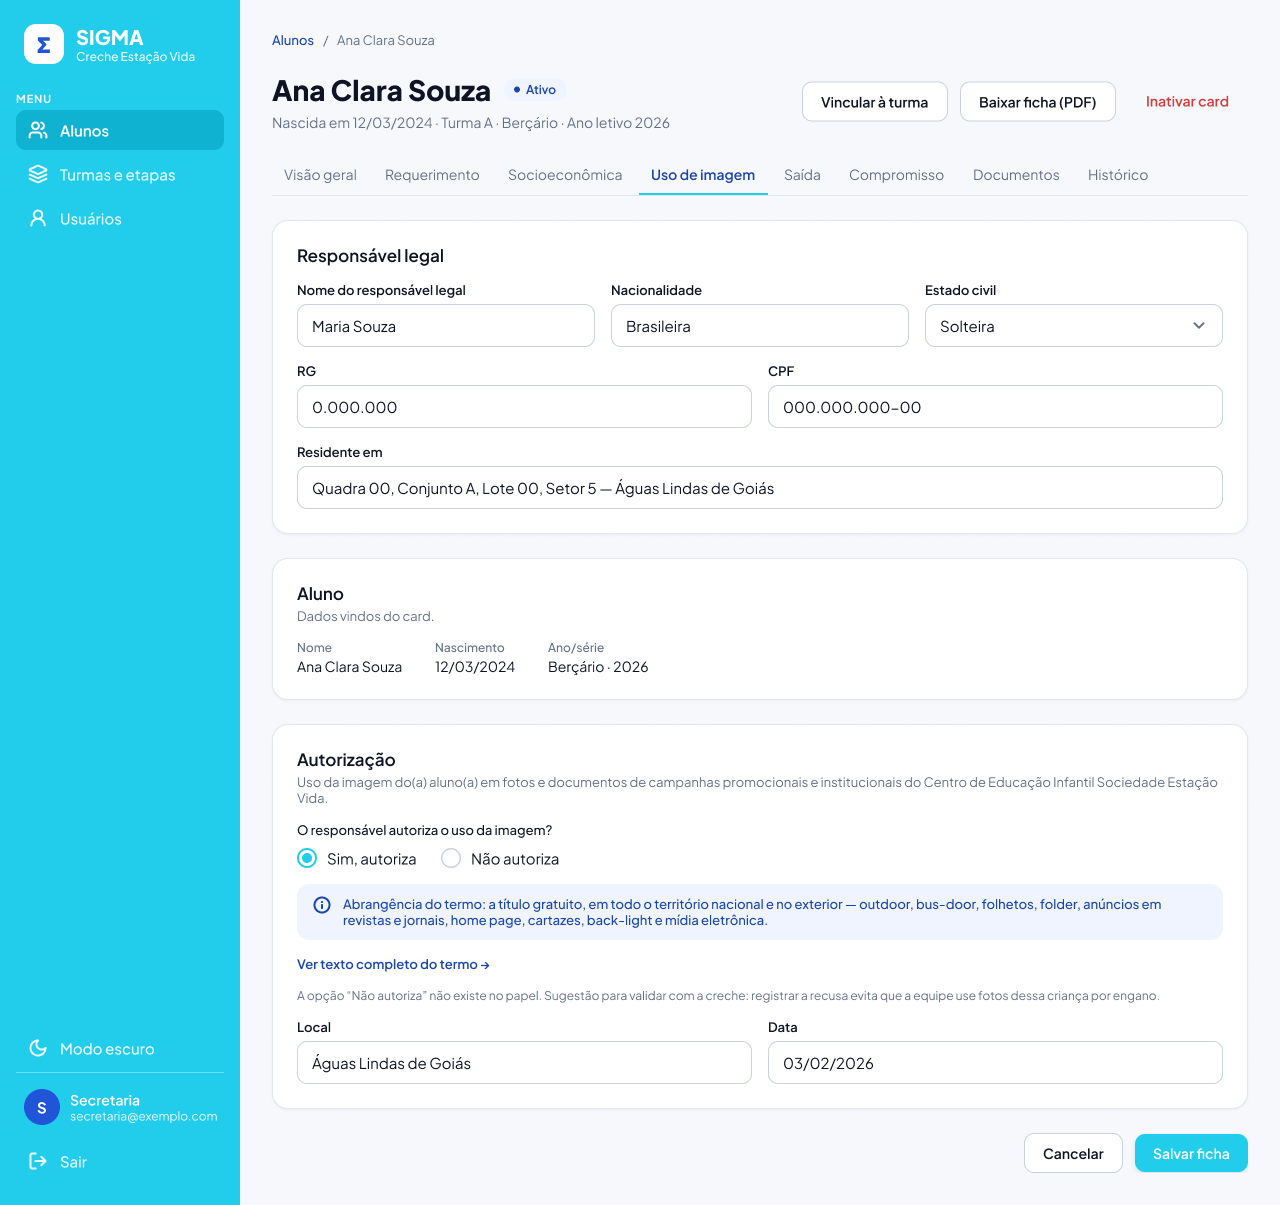 Σ
SIGMA
Creche Estação Vida
MENU
Alunos
Turmas e etapas
Usuários
Modo escuro
S
Secretaria
secretaria@exemplo.com
Sair
Alunos / Ana Clara Souza
Ana Clara Souza
Ativo
Nascida em 12/03/2024 · Turma A · Berçário · Ano letivo 2026
Vincular à turma
Baixar ficha (PDF)
Inativar card
Visão geral
Requerimento
Socioeconômica
Uso de imagem
Saída
Compromisso
Documentos
Histórico
Responsável legal
Nome do responsável legal
Maria Souza
Nacionalidade
Brasileira
Estado civil
Solteira
RG
0.000.000
CPF
000.000.000-00
Residente em
Quadra 00, Conjunto A, Lote 00, Setor 5 — Águas Lindas de Goiás
Aluno
Dados vindos do card.
Nome
Ana Clara Souza
Nascimento
12/03/2024
Ano/série
Berçário · 2026
Autorização
Uso da imagem do(a) aluno(a) em fotos e documentos de campanhas promocionais e institucionais do Centro de Educação Infantil Sociedade Estação
Vida.
O responsável autoriza o uso da imagem?
Sim, autoriza
Não autoriza
Abrangência do termo: a título gratuito, em todo o território nacional e no exterior — outdoor, bus-door, folhetos, folder, anúncios em
revistas e jornais, home page, cartazes, back-light e mídia eletrônica.
Ver texto completo do termo →
A opção “Não autoriza” não existe no papel. Sugestão para validar com a creche: registrar a recusa evita que a equipe use fotos dessa criança por engano.
Local
Águas Lindas de Goiás
Data
03/02/2026
Cancelar
Salvar ficha